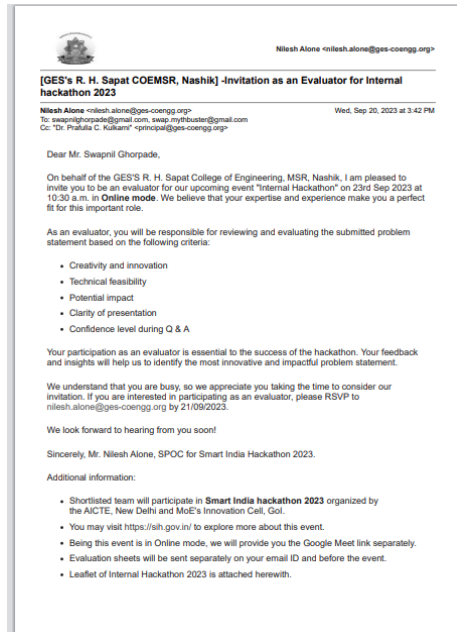 Nilesh Alone <nilesh.alone@ges-coengg.org>
[GES's R. H. Sapat COEMSR, Nashik] -Invitation as an Evaluator for Internal
hackathon 2023
Nilesh Alone <nilesh.alone@ges-coengg.org> Wed, Sep 20, 2023 at 3:42 PM
To: swapnilghorpade@gmail.com, swap.mythbuster@gmail.com
Cc: "Dr. Prafulla C. Kulkarni" <principal@ges-coengg.org>
Dear Mr. Swapnil Ghorpade,
On behalf of the GES'S R. H. Sapat College of Engineering, MSR, Nashik, I am pleased to
invite you to be an evaluator for our upcoming event "Internal Hackathon" on 23rd Sep 2023 at
10:30 a.m. in Online mode. We believe that your expertise and experience make you a perfect
fit for this important role.
As an evaluator, you will be responsible for reviewing and evaluating the submitted problem
statement based on the following criteria:
• Creativity and innovation
• Technical feasibility
• Potential impact
• Clarity of presentation
• Confidence level during Q & A
Your participation as an evaluator is essential to the success of the hackathon. Your feedback
and insights will help us to identify the most innovative and impactful problem statement.
We understand that you are busy, so we appreciate you taking the time to consider our
invitation. If you are interested in participating as an evaluator, please RSVP to
nilesh.alone@ges-coengg.org by 21/09/2023.
We look forward to hearing from you soon!
Sincerely, Mr. Nilesh Alone, SPOC for Smart India Hackathon 2023.
Additional information:
• Shortlisted team will participate in Smart India hackathon 2023 organized by
the AICTE, New Delhi and MoE's Innovation Cell, GoI.
• You may visit https://sih.gov.in/ to explore more about this event.
• Being this event is in Online mode, we will provide you the Google Meet link separately.
• Evaluation sheets will be sent separately on your email ID and before the event.
• Leaflet of Internal Hackathon 2023 is attached herewith.